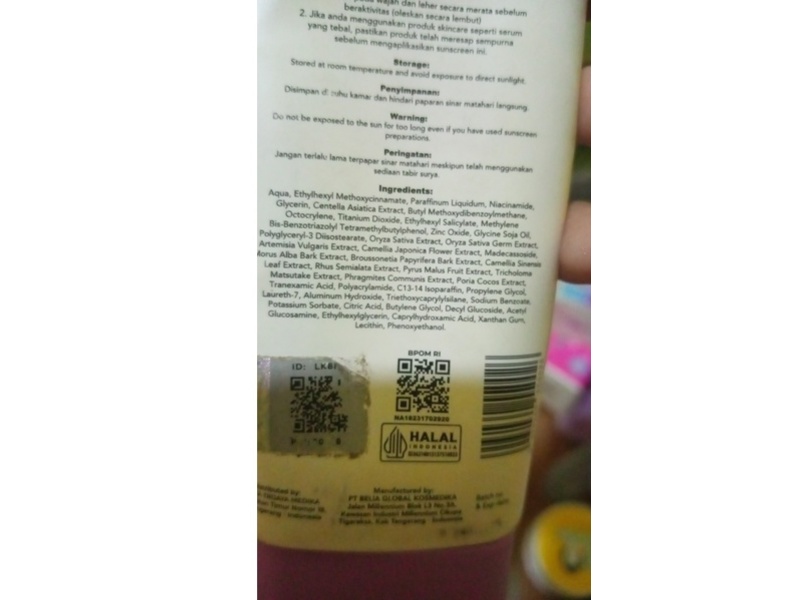 wajah dan leher secara merata sebelum
beraktivitas (oleskan secara lembut)
2. Jika anda menggunakan produk skincare seperti serum
yang tebal, pastikan produk telah meresap sempurna
sebelum mengaplikasikan sunscreen ini.
Storage:
Stored at room temperature and avoid exposure to direct sunlight.
Penyimpanan:
Disimpan di suhu kamar dan hindari paparan sinar matahari langsung.
Warning:
Do not be exposed to the sun for too long even if you have used sunscreen
preparations.
Peringatan:
Jangan terlalu lama terpapar sinar matahari meskipun telah menggunakan
sediaan tabir surya.
Ingredients:
Aqua, Ethylhexyl Methoxycinnamate, Paraffinum Liquidum, Niacinamide,
Glycerin, Centella Asiatica Extract, Butyl Methoxydibenzoylmethane,
Octocrylene, Titanium Dioxide, Ethylhexyl Salicylate, Methylene
Bis-Benzotriazolyl Tetramethylbutylphenol, Zinc Oxide, Glycine Soja Oil,
Polyglyceryl-3 Diisostearate, Oryza Sativa Extract, Oryza Sativa Germ Extract,
Artemisia Vulgaris Extract, Camellia Japonica Flower Extract, Madecassoside,
Morus Alba Bark Extract, Broussonetia Papyrifera Bark Extract, Camellia Sinensis
Leaf Extract, Rhus Semialata Extract, Pyrus Malus Fruit Extract, Tricholoma
Matsutake Extract, Phragmites Communis Extract, Poria Cocos Extract,
Tranexamic Acid, Polyacrylamide, C13-14 Isoparaffin, Propylene Glycol,
Laureth-7, Aluminum Hydroxide, Triethoxycaprylylsilane, Sodium Benzoate,
Potassium Sorbate, Citric Acid, Butylene Glycol, Decyl Glucoside, Acetyl
Glucosamine, Ethylhexylglycerin, Caprylhydroxamic Acid, Xanthan Gum,
Lecithin, Phenoxyethanol.
ID: LK81
BPOM RI
NA18231702920
HALAL
INDONESIA
Manufactured by:
PT BELIA GLOBAL KOSMEDIKA
Jalan Millennium Blok L3 No 3A,
Kawasan Industri Millennium Cikupa
Tigaraksa, Kab Tangerang - Indonesia